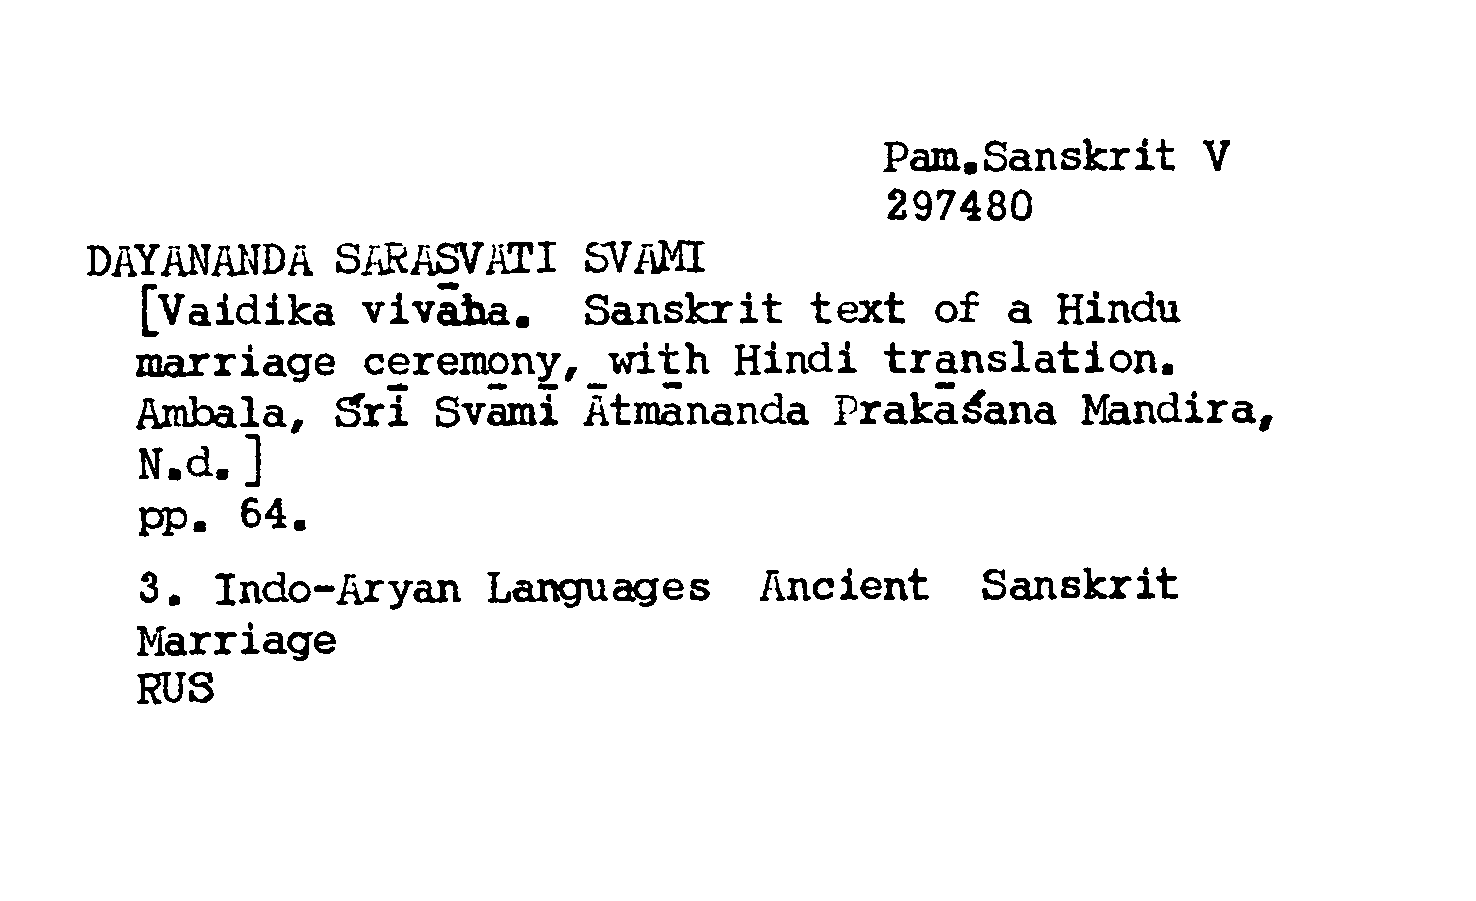 Pam.Sanskrit V
297480
DAYANANDA SARASVATI SVAMI
[Vaidika vivāha. Sanskrit text of a Hindu
marriage ceremony, with Hindi translation.
Ambala, Śrī Svāmī Ātmānanda Prakāśana Mandira,
N.d.]
pp. 64.
3. Indo-Aryan Languages Ancient Sanskrit
Marriage
RUS